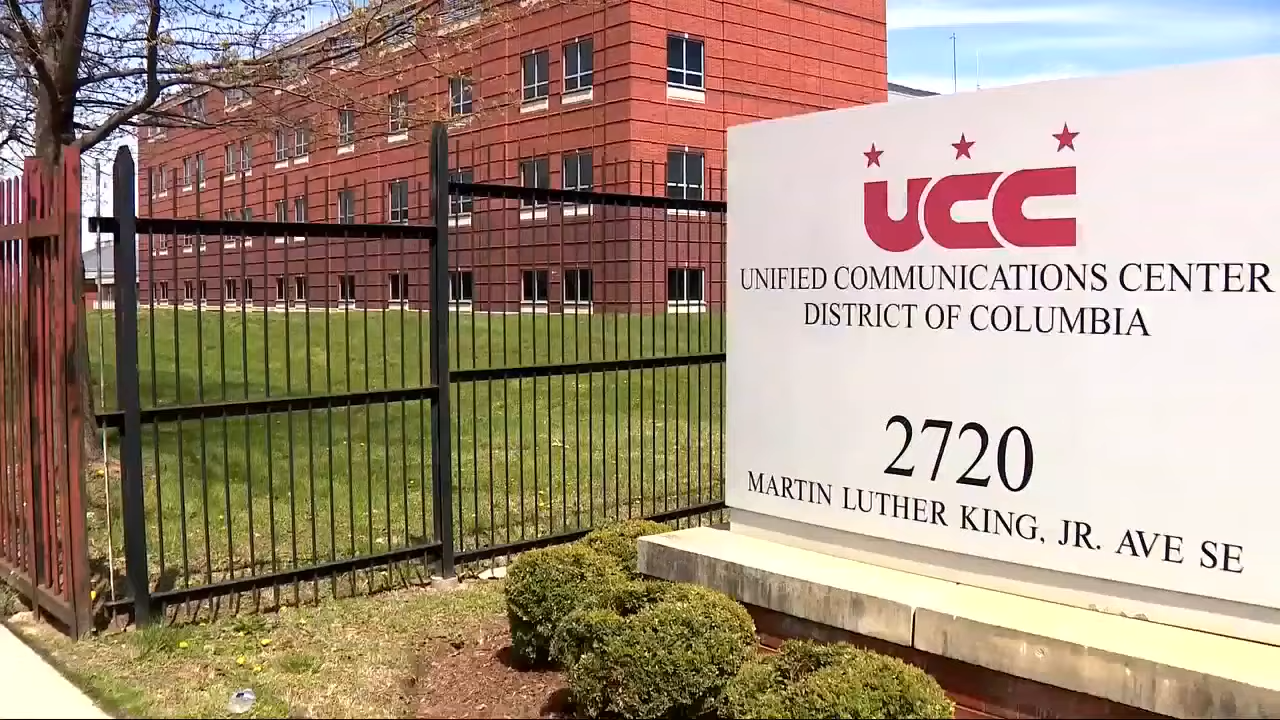 UCC
UNIFIED COMMUNICATIONS CENTER
DISTRICT OF COLUMBIA
2720
MARTIN LUTHER KING, JR. AVE SE